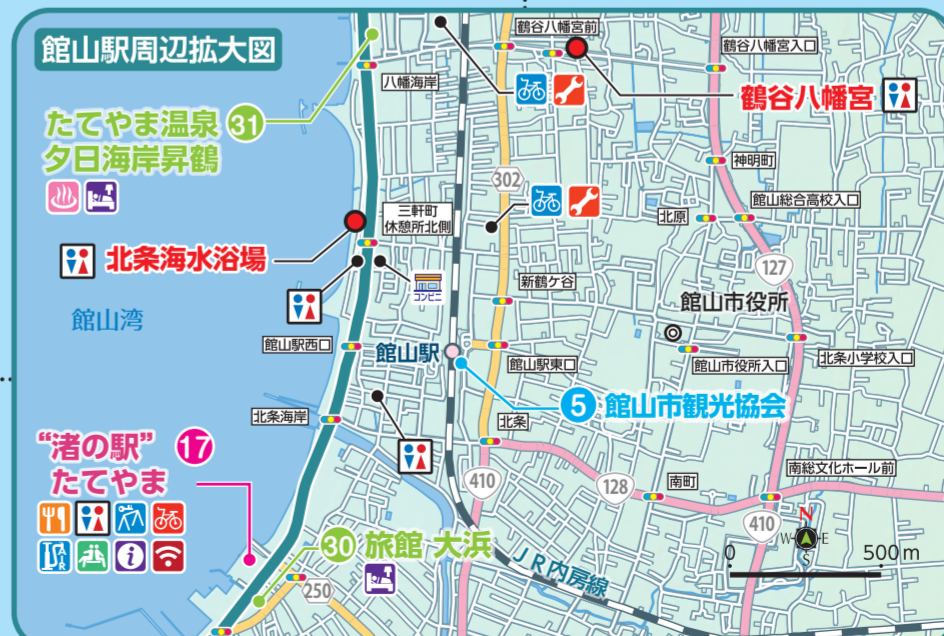 館山駅周辺拡大図
鶴谷八幡宮前
鶴谷八幡宮入口
八幡海岸
鶴谷八幡宮
たてやま温泉 31
夕日海岸昇鶴
神明町
302
三軒町
休憩所北側
北原
館山総合高校入口
北条海水浴場
127
コンビニ
新鶴ケ谷
館山市役所
館山湾
館山駅西口
館山駅
館山駅東口
館山市役所入口
北条小学校入口
5 館山市観光協会
北条海岸
北条
“渚の駅” 17
たてやま
410
128
南町
南総文化ホール前
410
AIR
i
30 旅館 大浜
JR内房線
250
N
W E
S
0 500m